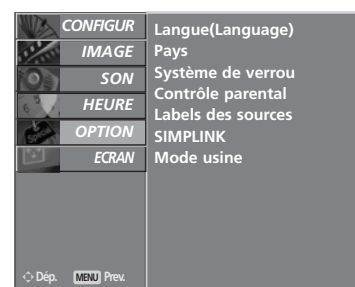 CONFIGUR
IMAGE
SON
HEURE
OPTION
ECRAN
Langue(Language)
Pays
Système de verrou
Contrôle parental
Labels des sources
SIMPLINK
Mode usine
Dép. MENU Prev.